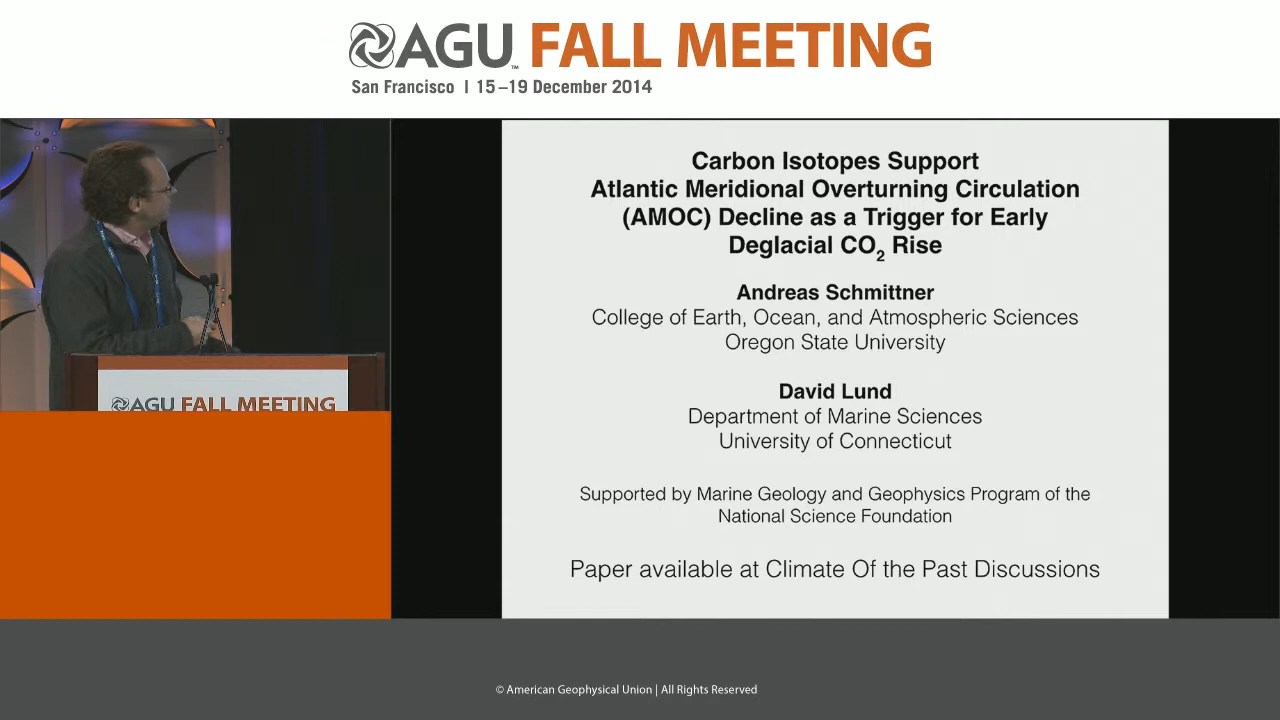 AGU™ FALL MEETING
San Francisco | 15–19 December 2014
Carbon Isotopes Support
Atlantic Meridional Overturning Circulation
(AMOC) Decline as a Trigger for Early
Deglacial CO₂ Rise
Andreas Schmittner
College of Earth, Ocean, and Atmospheric Sciences
Oregon State University
David Lund
Department of Marine Sciences
University of Connecticut
Supported by Marine Geology and Geophysics Program of the
National Science Foundation
Paper available at Climate Of the Past Discussions
AGU FALL MEETING
© American Geophysical Union | All Rights Reserved